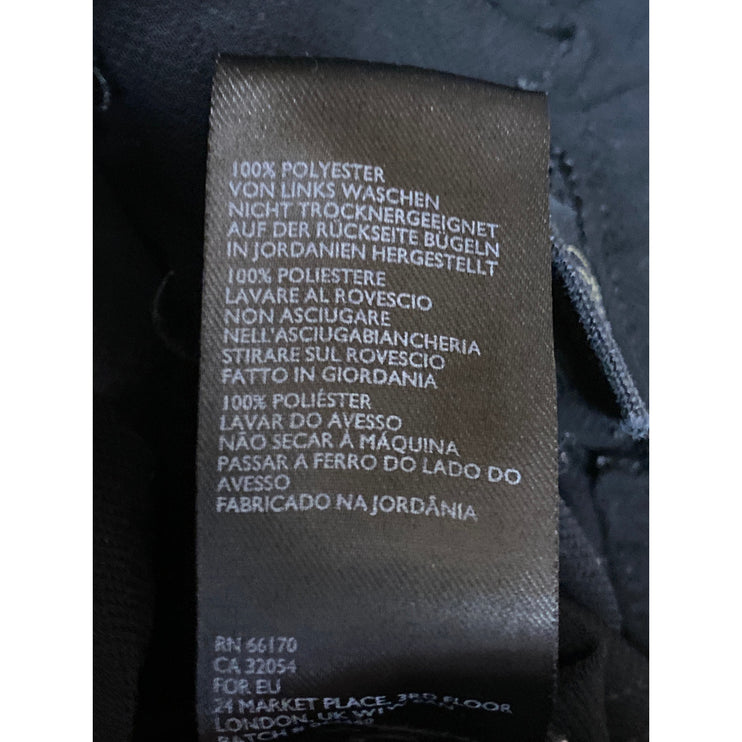 100% POLYESTER
VON LINKS WASCHEN
NICHT TROCKNERGEEIGNET
AUF DER RÜCKSEITE BÜGELN
IN JORDANIEN HERGESTELLT
100% POLIESTERE
LAVARE AL ROVESCIO
NON ASCIUGARE
NELL'ASCIUGABIANCHERIA
STIRARE SUL ROVESCIO
FATTO IN GIORDANIA
100% POLIÉSTER
LAVAR DO AVESSO
NÃO SECAR À MÁQUINA
PASSAR A FERRO DO LADO DO
AVESSO
FABRICADO NA JORDÂNIA
RN 66170
CA 32054
FOR EU
24 MARKET PLACE, 3RD FLOOR
LONDON, UK
BATCH #